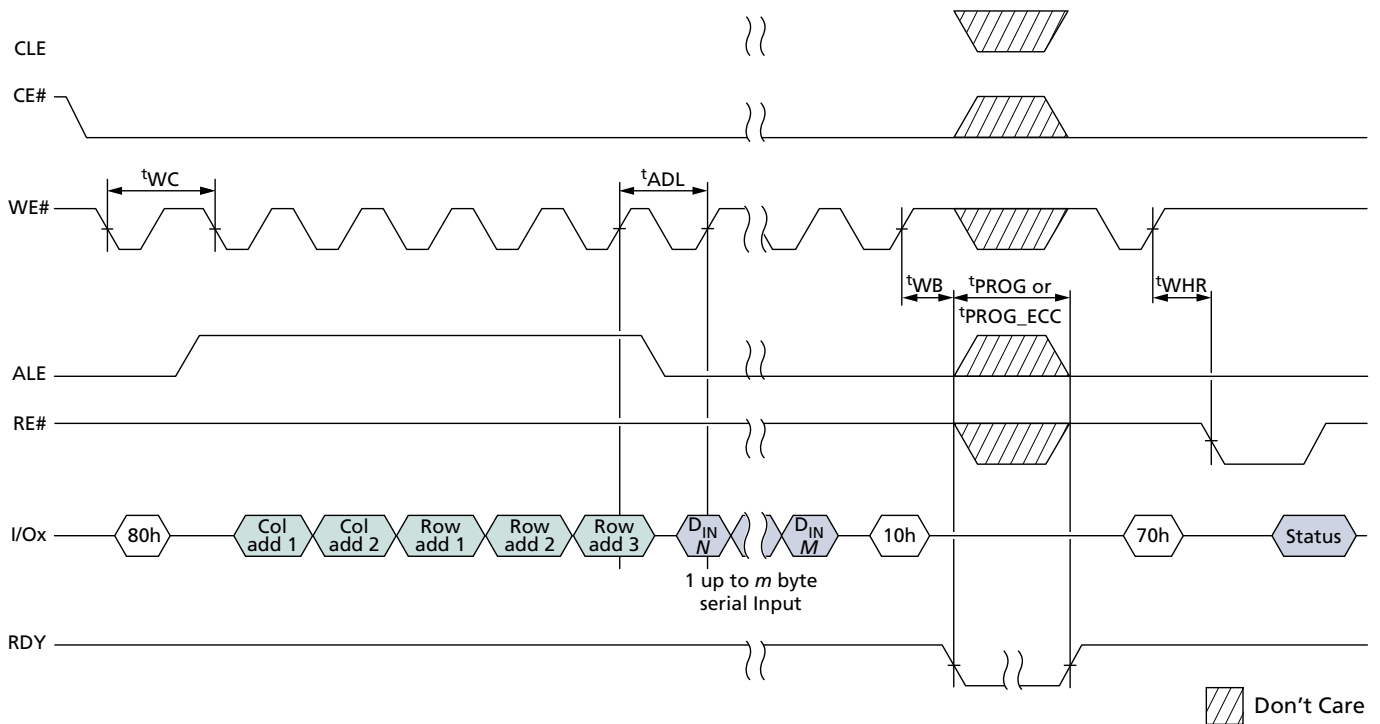 CLE
CE#
tWC
tADL
WE#
tWB
tPROG or
tPROG_ECC
tWHR
ALE
RE#
I/Ox
80h
Col
add 1
Col
add 2
Row
add 1
Row
add 2
Row
add 3
DIN
N
DIN
M
10h
70h
Status
1 up to m byte
serial Input
RDY
Don't Care